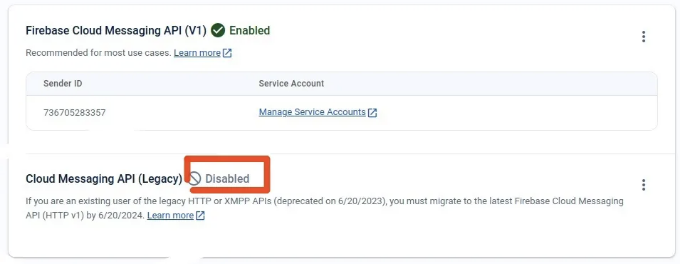 Firebase Cloud Messaging API (V1) Enabled
Recommended for most use cases. Learn more
Sender ID Service Account
736705283357 Manage Service Accounts
Cloud Messaging API (Legacy) Disabled
If you are an existing user of the legacy HTTP or XMPP APIs (deprecated on 6/20/2023), you must migrate to the latest Firebase Cloud Messaging
API (HTTP v1) by 6/20/2024. Learn more